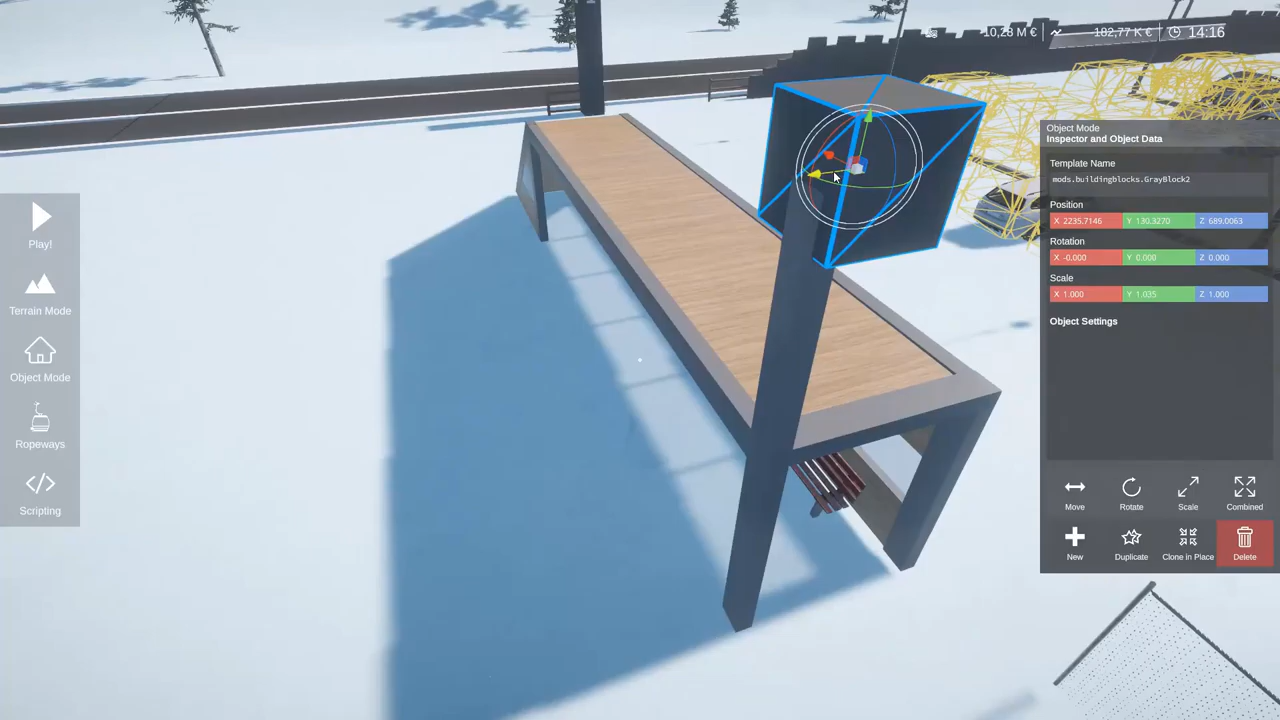 10,23 M €
182,77 K €
14:16
Object Mode
Inspector and Object Data
Template Name
mods.buildingblocks.GrayBlock2
Position
X 2235.7146 Y 130.3270 Z 689.0063
Rotation
X -0.000 Y 0.000 Z 0.000
Scale
X 1.000 Y 1.035 Z 1.000
Object Settings
Move Rotate Scale Combined
New Duplicate Clone in Place Delete
Play!
Terrain Mode
Object Mode
Ropeways
Scripting